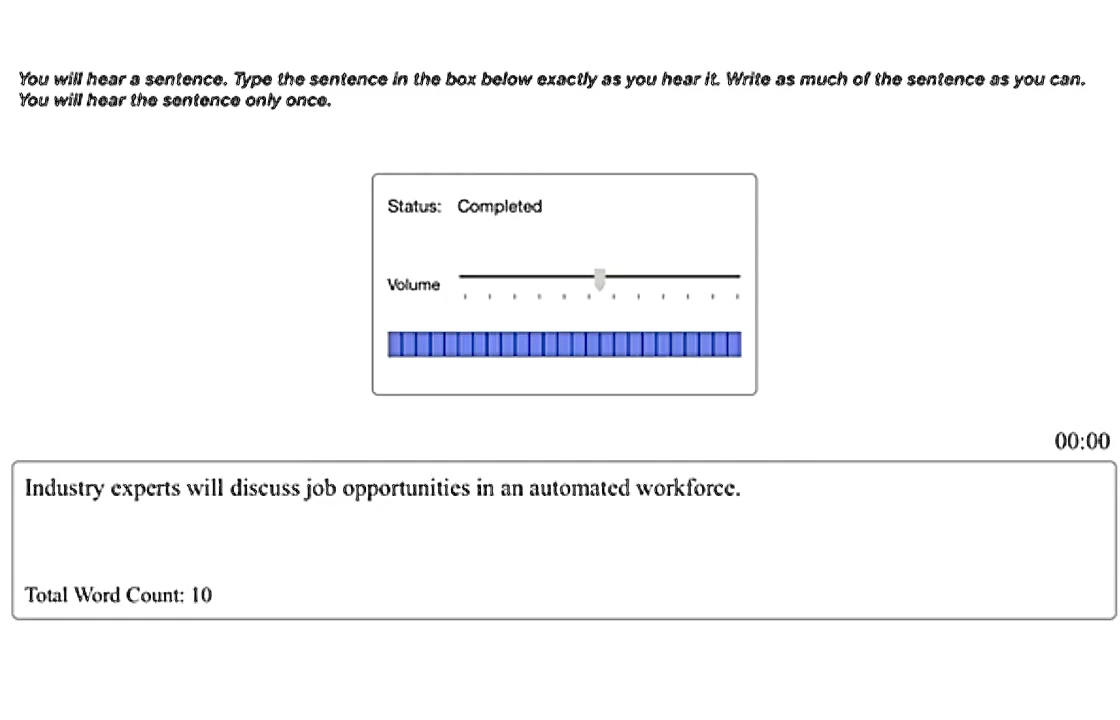 You will hear a sentence. Type the sentence in the box below exactly as you hear it. Write as much of the sentence as you can.
You will hear the sentence only once.
Status: Completed
Volume
00:00
Industry experts will discuss job opportunities in an automated workforce.
Total Word Count: 10